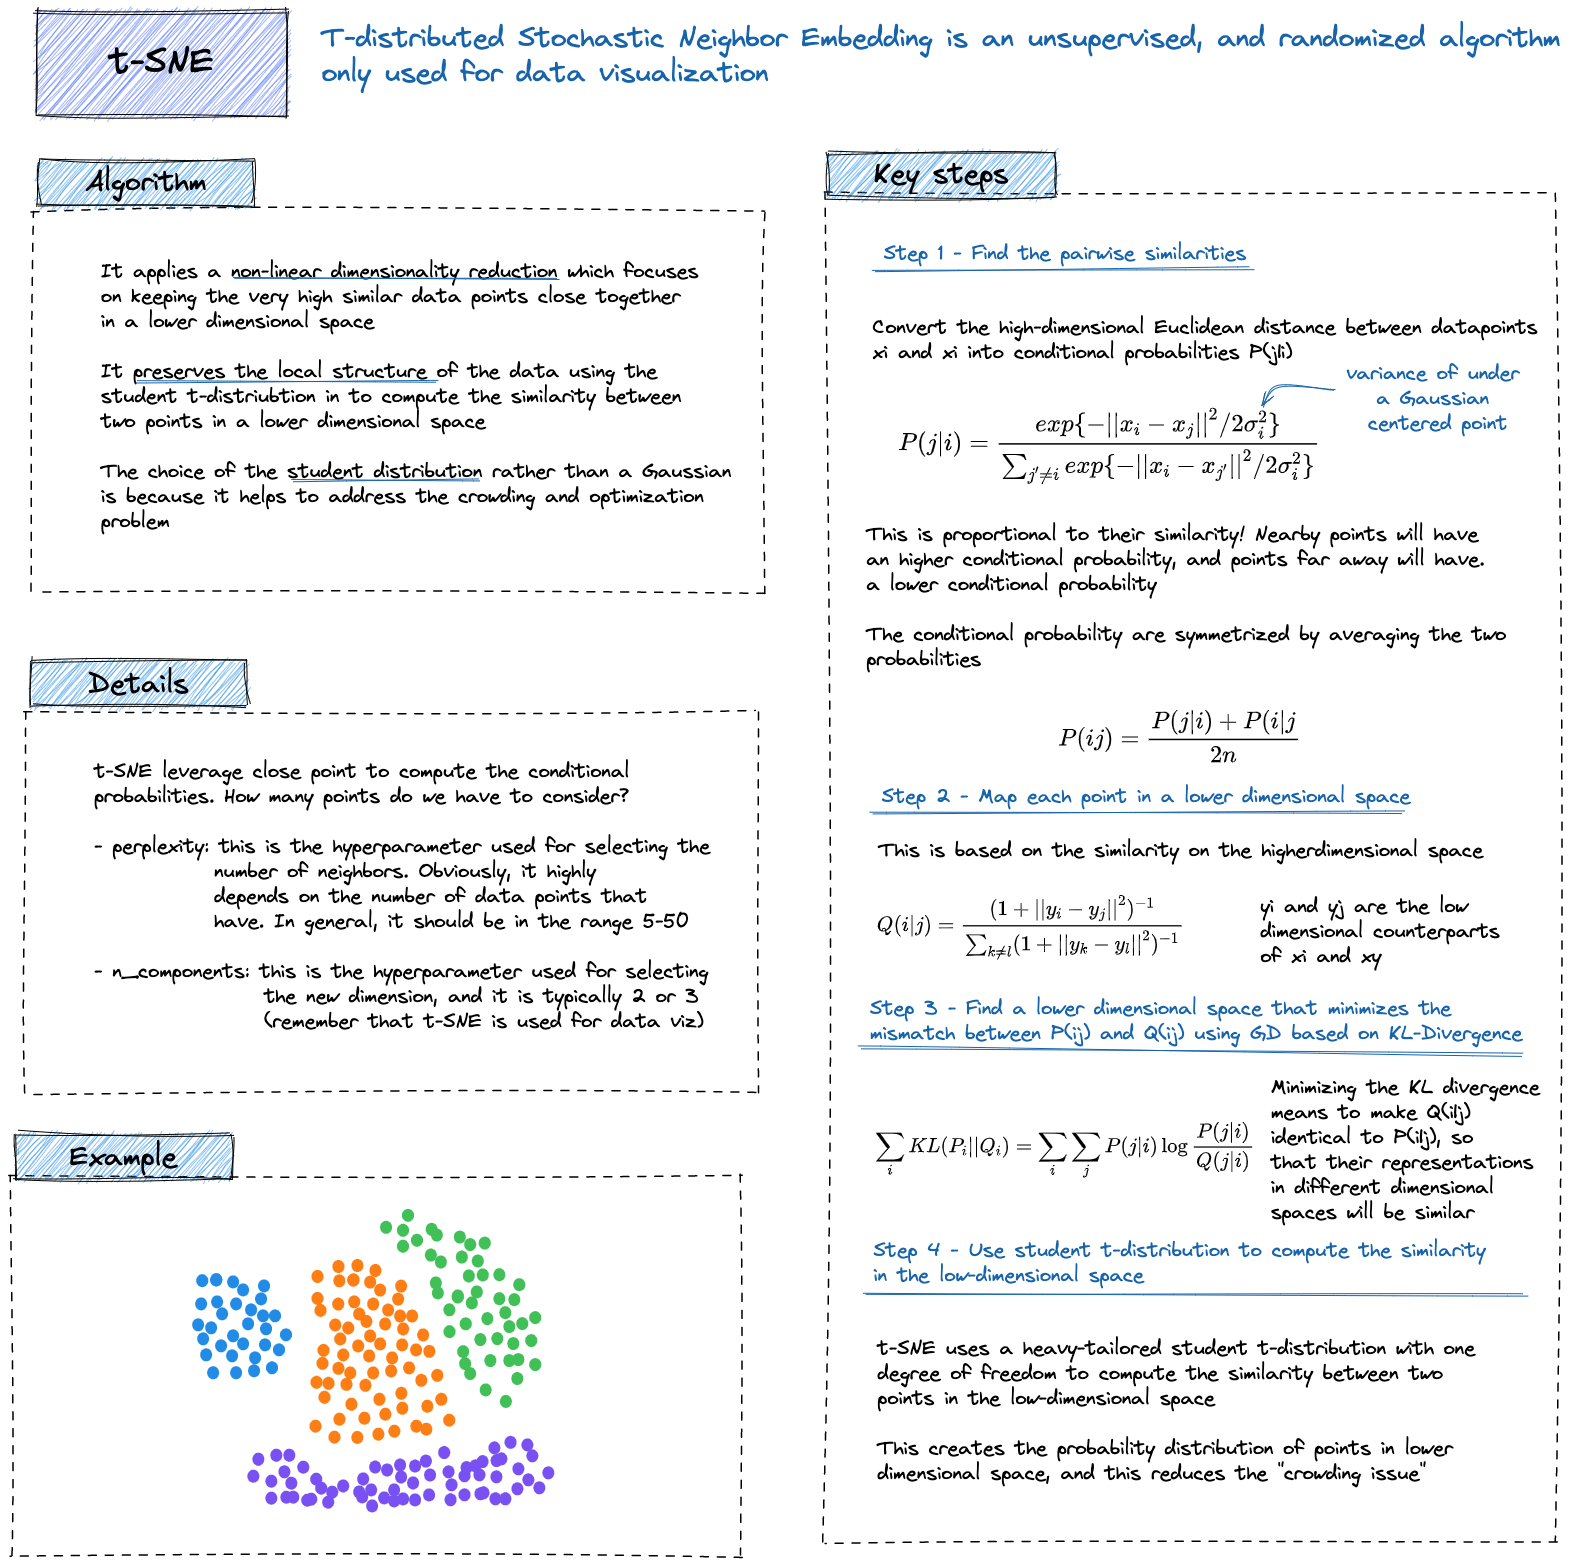 t-SNE
T-distributed Stochastic Neighbor Embedding is an unsupervised, and randomized algorithm
only used for data visualization
Algorithm
It applies a non-linear dimensionality reduction which focuses
on keeping the very high similar data points close together
in a lower dimensional space
It preserves the local structure of the data using the
student t-distriubtion in to compute the similarity between
two points in a lower dimensional space
The choice of the student distribution rather than a Gaussian
is because it helps to address the crowding and optimization
problem
Details
t-SNE leverage close point to compute the conditional
probabilities. How many points do we have to consider?
- perplexity: this is the hyperparameter used for selecting the
number of neighbors. Obviously, it highly
depends on the number of data points that
have. In general, it should be in the range 5-50
- n_components: this is the hyperparameter used for selecting
the new dimension, and it is typically 2 or 3
(remember that t-SNE is used for data viz)
Example
Key steps
Step 1 - Find the pairwise similarities
Convert the high-dimensional Euclidean distance between datapoints
xi and xi into conditional probabilities P(j|i)
variance of under
a Gaussian
centered point
P(j|i) = exp{-||x_i - x_j||^2/2σ_i^2} / ∑_{j'≠i} exp{-||x_i - x_{j'}||^2/2σ_i^2}
This is proportional to their similarity! Nearby points will have
an higher conditional probability, and points far away will have.
a lower conditional probability
The conditional probability are symmetrized by averaging the two
probabilities
P(ij) = P(j|i) + P(i|j / 2n
Step 2 - Map each point in a lower dimensional space
This is based on the similarity on the higherdimensional space
Q(i|j) = (1 + ||y_i - y_j||^2)^{-1} / ∑_{k≠l}(1 + ||y_k - y_l||^2)^{-1}
yi and yj are the low
dimensional counterparts
of xi and xy
Step 3 - Find a lower dimensional space that minimizes the
mismatch between P(ij) and Q(ij) using GD based on KL-Divergence
∑_i KL(P_i||Q_i) = ∑_i ∑_j P(j|i) log P(j|i) / Q(j|i)
Minimizing the KL divergence
means to make Q(i|j)
identical to P(i|j), so
that their representations
in different dimensional
spaces will be similar
Step 4 - Use student t-distribution to compute the similarity
in the low-dimensional space
t-SNE uses a heavy-tailored student t-distribution with one
degree of freedom to compute the similarity between two
points in the low-dimensional space
This creates the probability distribution of points in lower
dimensional space, and this reduces the "crowding issue"